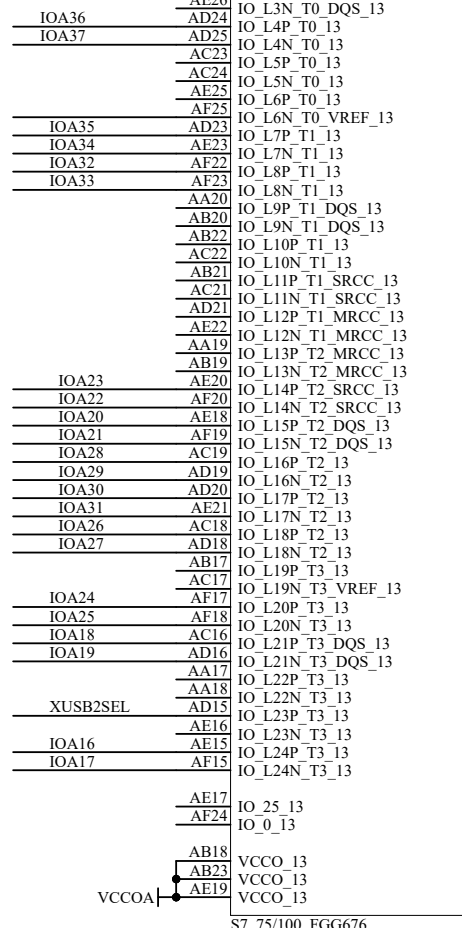 AE26 IO_L3N_T0_DQS_13
IOA36 AD24 IO_L4P_T0_13
IOA37 AD25 IO_L4N_T0_13
AC23 IO_L5P_T0_13
AC24 IO_L5N_T0_13
AE25 IO_L6P_T0_13
AF25 IO_L6N_T0_VREF_13
IOA35 AD23 IO_L7P_T1_13
IOA34 AE23 IO_L7N_T1_13
IOA32 AF22 IO_L8P_T1_13
IOA33 AF23 IO_L8N_T1_13
AA20 IO_L9P_T1_DQS_13
AB20 IO_L9N_T1_DQS_13
AB22 IO_L10P_T1_13
AC22 IO_L10N_T1_13
AB21 IO_L11P_T1_SRCC_13
AC21 IO_L11N_T1_SRCC_13
AD21 IO_L12P_T1_MRCC_13
AE22 IO_L12N_T1_MRCC_13
AA19 IO_L13P_T2_MRCC_13
AB19 IO_L13N_T2_MRCC_13
IOA23 AE20 IO_L14P_T2_SRCC_13
IOA22 AF20 IO_L14N_T2_SRCC_13
IOA20 AE18 IO_L15P_T2_DQS_13
IOA21 AF19 IO_L15N_T2_DQS_13
IOA28 AC19 IO_L16P_T2_13
IOA29 AD19 IO_L16N_T2_13
IOA30 AD20 IO_L17P_T2_13
IOA31 AE21 IO_L17N_T2_13
IOA26 AC18 IO_L18P_T2_13
IOA27 AD18 IO_L18N_T2_13
AB17 IO_L19P_T3_13
AC17 IO_L19N_T3_VREF_13
IOA24 AF17 IO_L20P_T3_13
IOA25 AF18 IO_L20N_T3_13
IOA18 AC16 IO_L21P_T3_DQS_13
IOA19 AD16 IO_L21N_T3_DQS_13
AA17 IO_L22P_T3_13
AA18 IO_L22N_T3_13
XUSB2SEL AD15 IO_L23P_T3_13
AE16 IO_L23N_T3_13
IOA16 AE15 IO_L24P_T3_13
IOA17 AF15 IO_L24N_T3_13
AE17 IO_25_13
AF24 IO_0_13
AB18 VCCO_13
AB23 VCCO_13
VCCOA AE19 VCCO_13
S7_75/100_FGG676